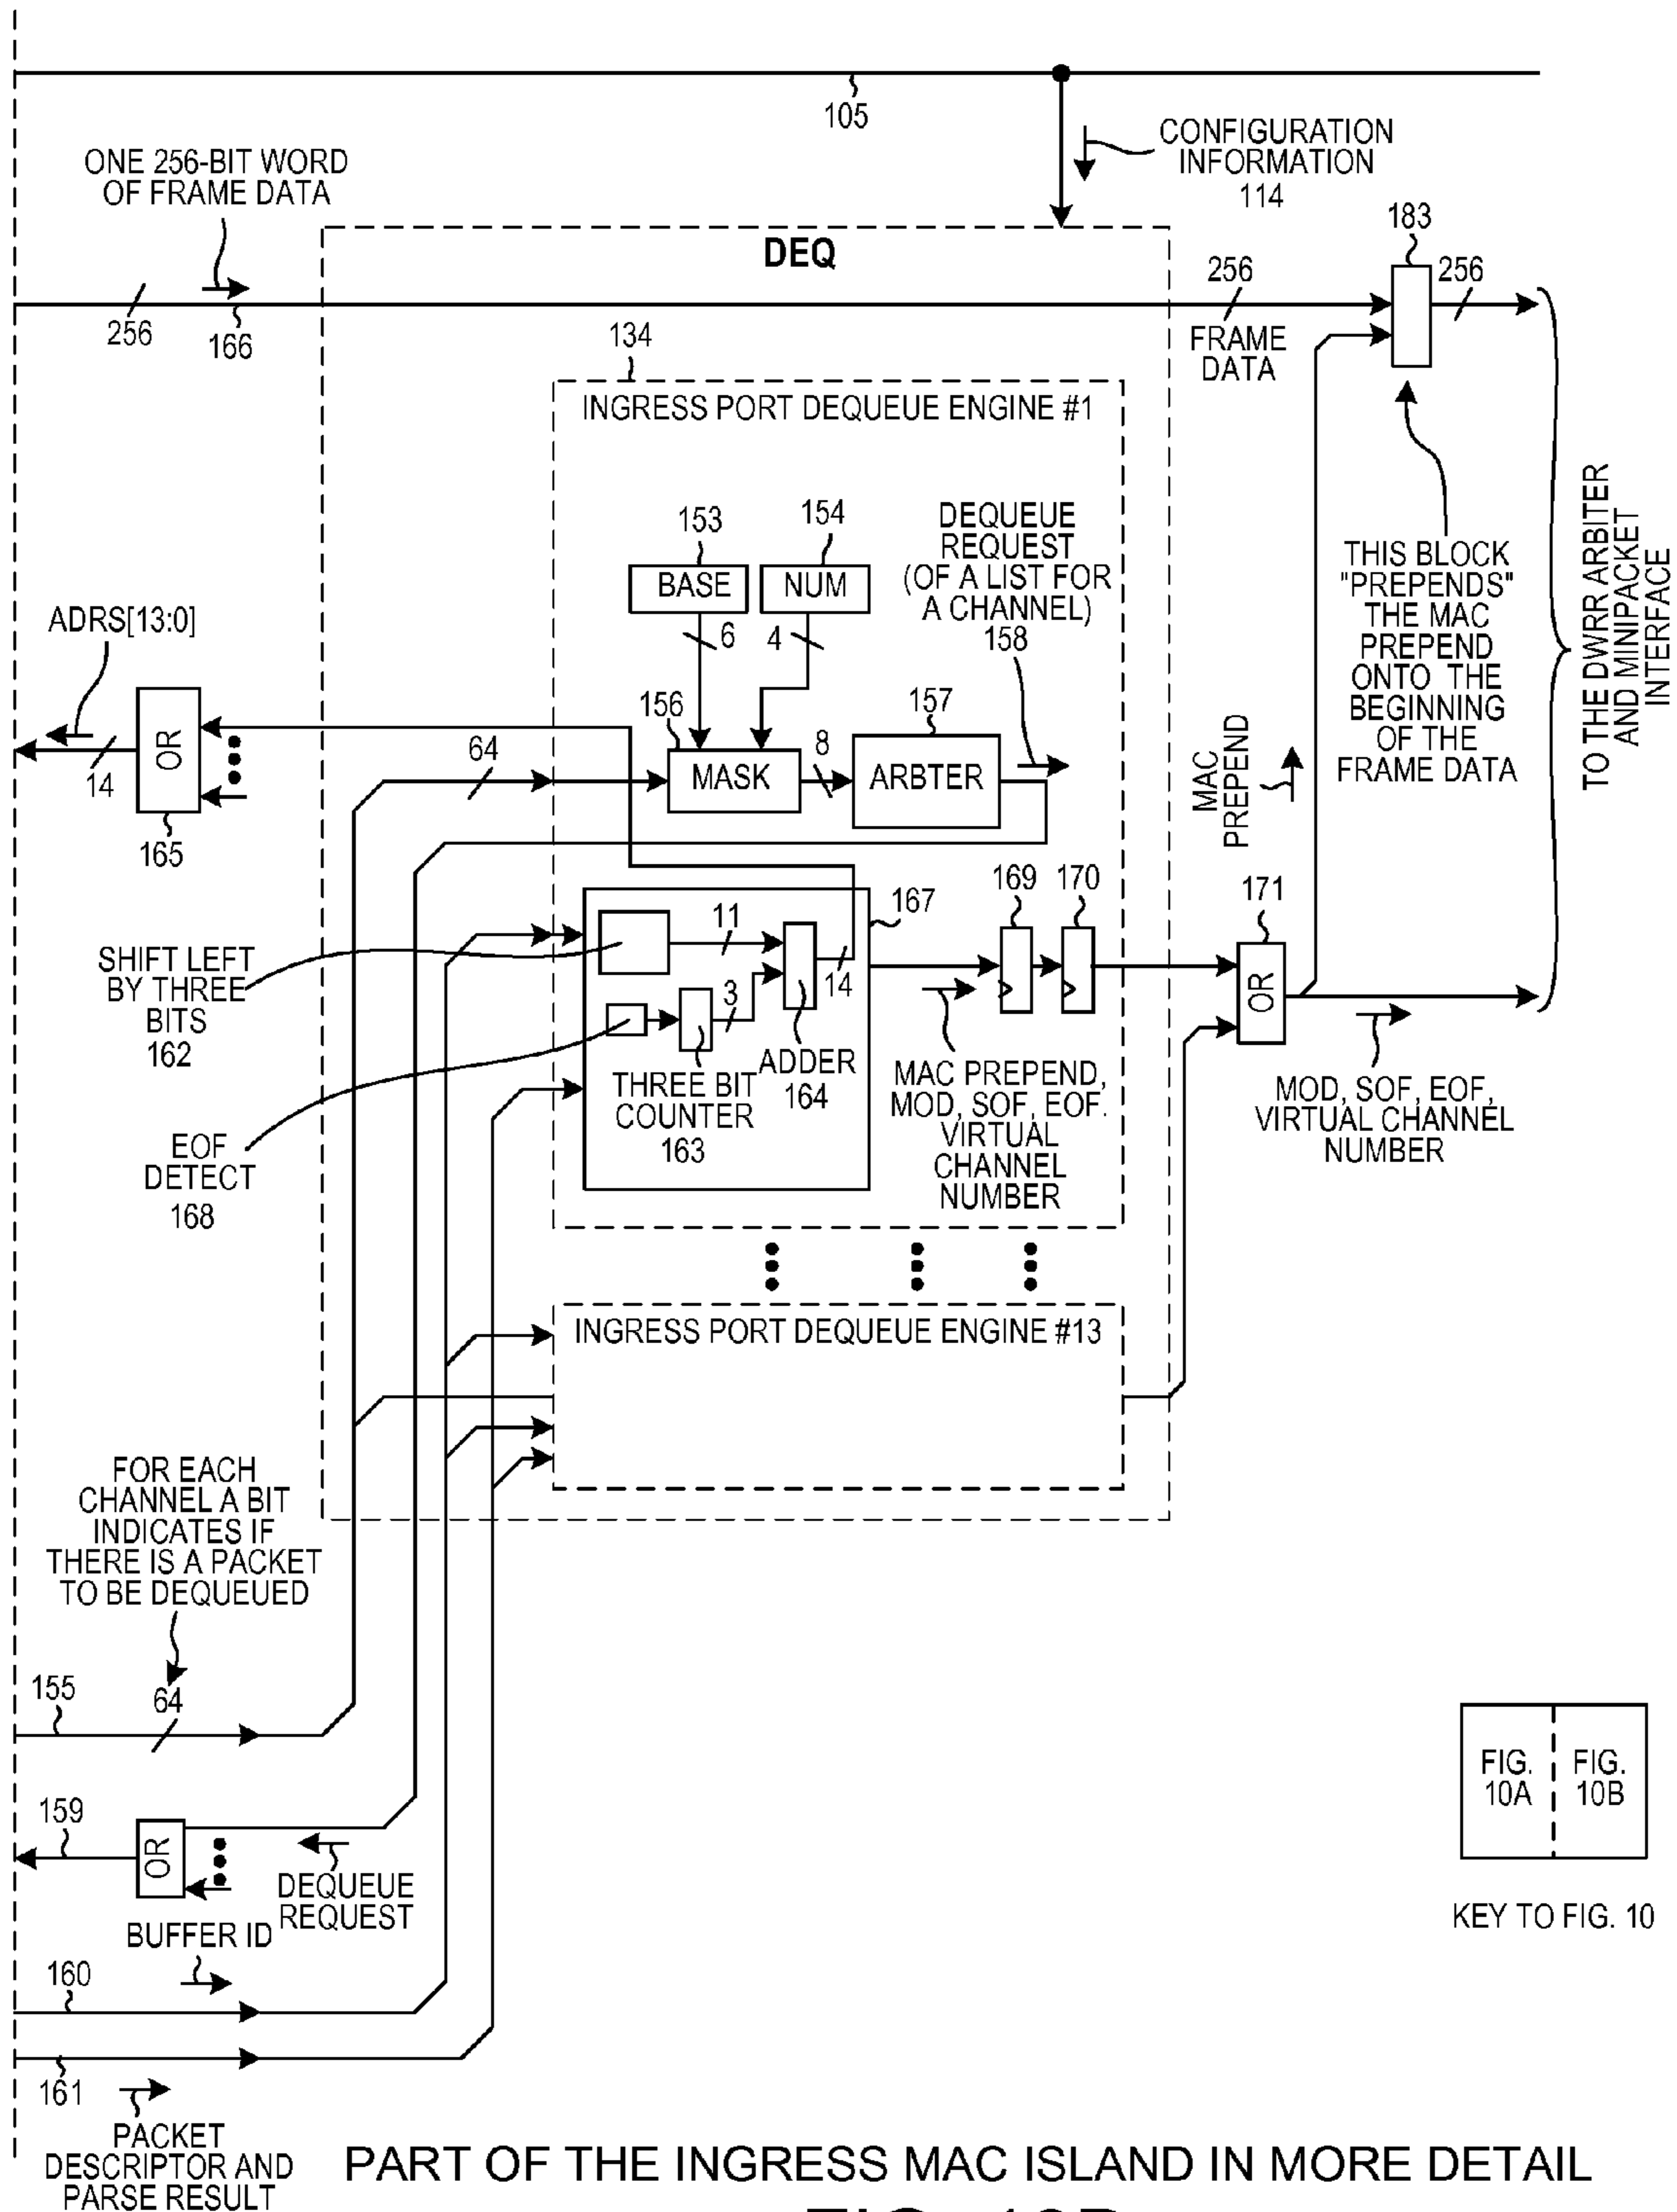 105
CONFIGURATION
INFORMATION
114
ONE 256-BIT WORD
OF FRAME DATA
183
DEQ
256
256
256
166
FRAME
DATA
134
INGRESS PORT DEQUEUE ENGINE #1
153
154
DEQUEUE
REQUEST
(OF A LIST FOR
A CHANNEL)
158
BASE
NUM
6
4
THIS BLOCK
"PREPENDS"
THE MAC
PREPEND
ONTO THE
BEGINNING
OF THE
FRAME DATA
TO THE DWRR ARBITER
AND MINIPACKET
INTERFACE
ADRS[13:0]
OR
14
165
64
156
MASK
8
157
ARBTER
MAC
PREPEND
167
169
170
171
OR
11
3
14
SHIFT LEFT
BY THREE
BITS
162
THREE BIT
COUNTER
163
ADDER
164
MAC PREPEND,
MOD, SOF, EOF.
VIRTUAL
CHANNEL
NUMBER
MOD, SOF, EOF,
VIRTUAL CHANNEL
NUMBER
EOF
DETECT
168
INGRESS PORT DEQUEUE ENGINE #13
FOR EACH
CHANNEL A BIT
INDICATES IF
THERE IS A PACKET
TO BE DEQUEUED
155
64
159
OR
DEQUEUE
REQUEST
BUFFER ID
160
161
PACKET
DESCRIPTOR AND
PARSE RESULT
FIG.
10A
FIG.
10B
KEY TO FIG. 10
PART OF THE INGRESS MAC ISLAND IN MORE DETAIL